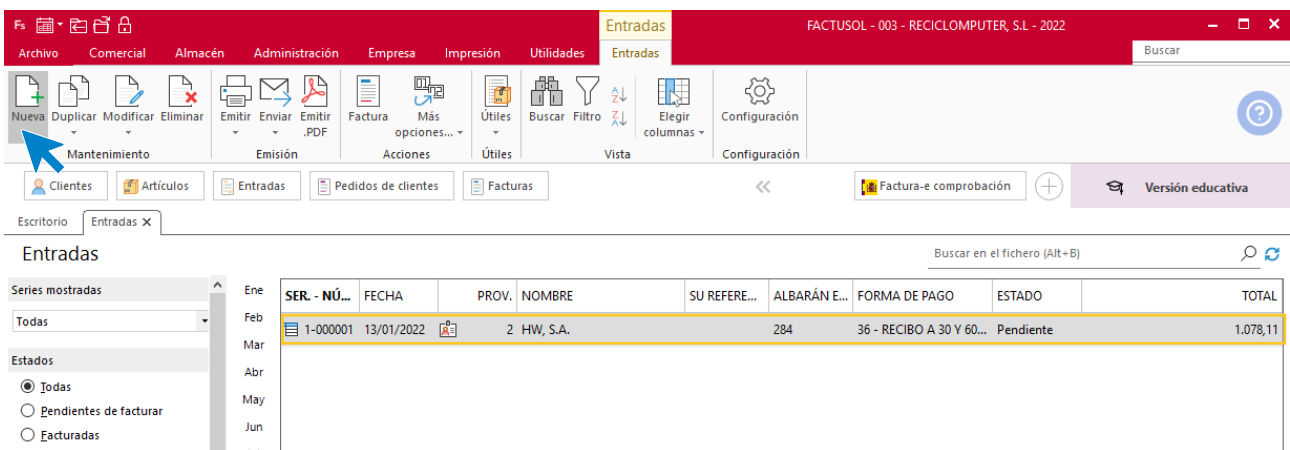 Fs Entradas FACTUSOL - 003 - RECICLOMPUTER, S.L - 2022
Archivo Comercial Almacén Administración Empresa Impresión Utilidades Entradas Buscar
Nueva Duplicar Modificar Eliminar Emitir Enviar Emitir .PDF Factura Más opciones... Útiles Buscar Filtro Elegir columnas Configuración
Mantenimiento Emisión Acciones Útiles Vista Configuración
Clientes Artículos Entradas Pedidos de clientes Facturas Factura-e comprobación Versión educativa
Escritorio Entradas
Entradas Buscar en el fichero (Alt+B)
Series mostradas
Todas
Estados
Todas
Pendientes de facturar
Facturadas
Ene
Feb
Mar
Abr
May
Jun
SER. - NÚ... FECHA PROV. NOMBRE SU REFERE... ALBARÁN E... FORMA DE PAGO ESTADO TOTAL
1-000001 13/01/2022 2 HW, S.A. 284 36 - RECIBO A 30 Y 60... Pendiente 1.078,11